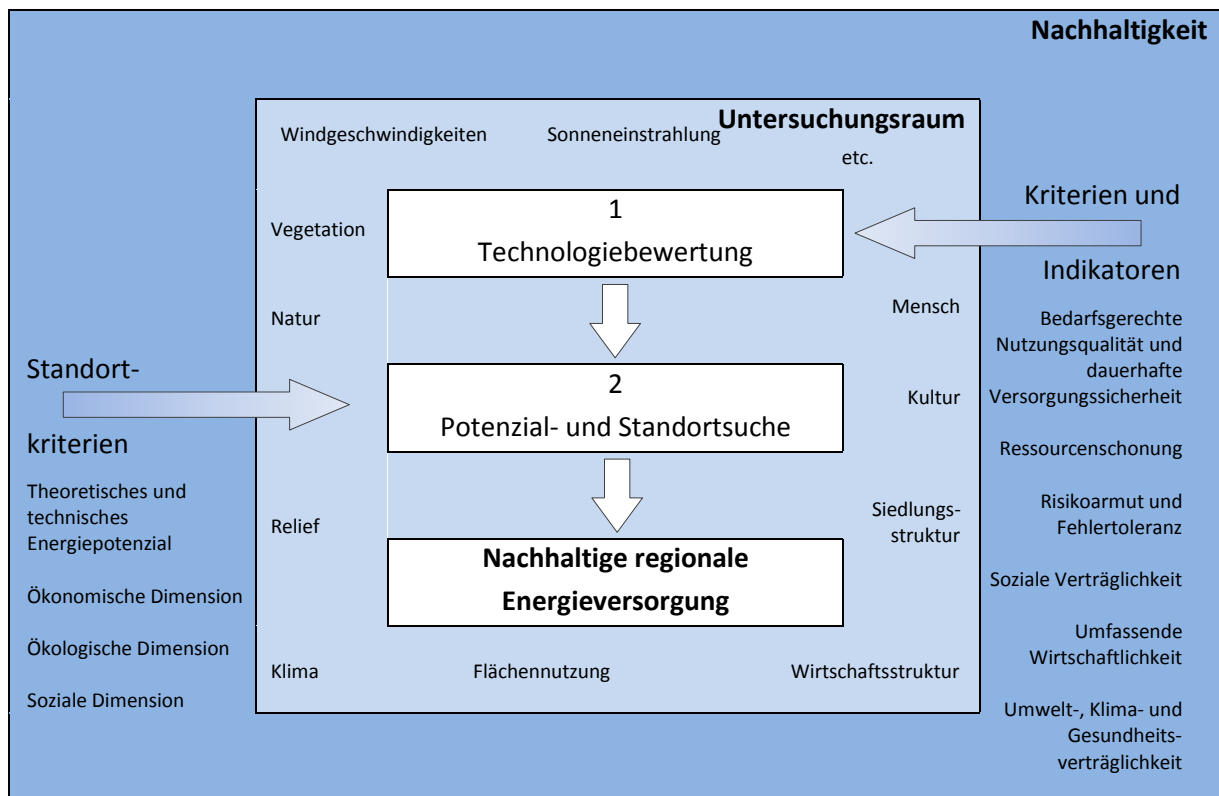 Nachhaltigkeit
Untersuchungsraum
Windgeschwindigkeiten
Sonneneinstrahlung
etc.
Vegetation
Natur
Relief
Klima
Flächennutzung
Wirtschaftsstruktur
Mensch
Kultur
Siedlungs-
struktur
1
Technologiebewertung
2
Potenzial- und Standortsuche
Nachhaltige regionale
Energieversorgung
Standort-
kriterien
Theoretisches und
technisches
Energiepotenzial
Ökonomische Dimension
Ökologische Dimension
Soziale Dimension
Kriterien und
Indikatoren
Bedarfsgerechte
Nutzungsqualität und
dauerhafte
Versorgungssicherheit
Ressourcenschonung
Risikoarmut und
Fehlertoleranz
Soziale Verträglichkeit
Umfassende
Wirtschaftlichkeit
Umwelt-, Klima- und
Gesundheits-
verträglichkeit